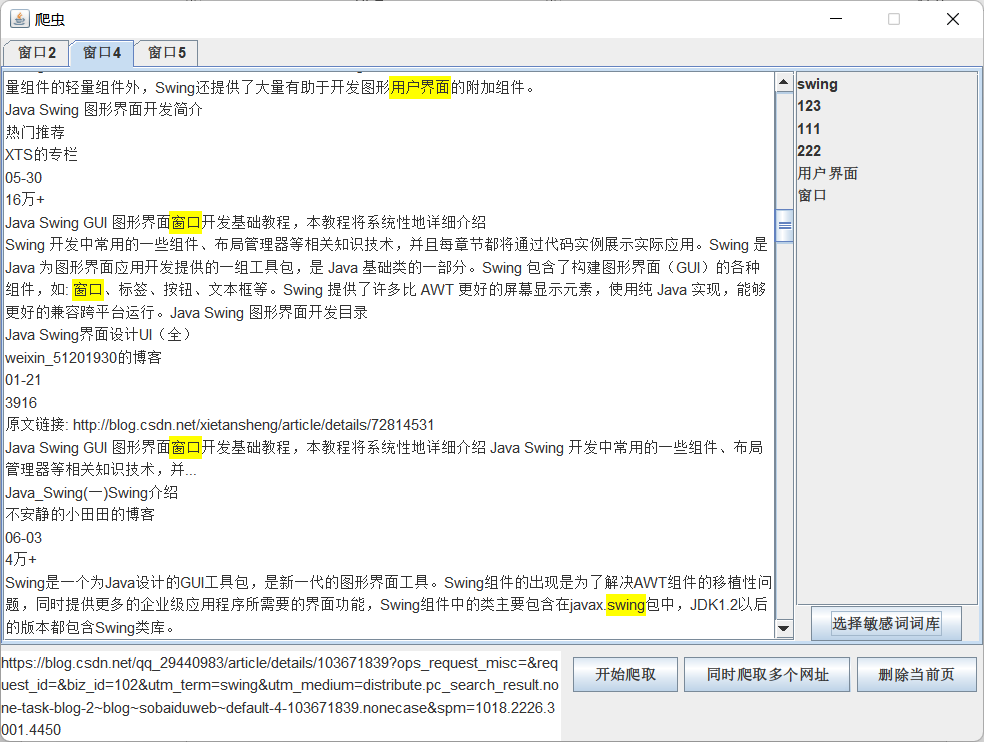 爬虫
窗口2 窗口4 窗口5
量组件的轻量组件外，Swing还提供了大量有助于开发图形用户界面的附加组件。
Java Swing 图形界面开发简介
热门推荐
XTS的专栏
05-30
16万+
Java Swing GUI 图形界面窗口开发基础教程，本教程将系统性地详细介绍
Swing 开发中常用的一些组件、布局管理器等相关知识技术，并且每章节都将通过代码实例展示实际应用。Swing 是
Java 为图形界面应用开发提供的一组工具包，是 Java 基础类的一部分。Swing 包含了构建图形界面（GUI）的各种
组件，如: 窗口、标签、按钮、文本框等。Swing 提供了许多比 AWT 更好的屏幕显示元素，使用纯 Java 实现，能够
更好的兼容跨平台运行。Java Swing 图形界面开发目录
Java Swing界面设计UI（全）
weixin_51201930的博客
01-21
3916
原文链接: http://blog.csdn.net/xietansheng/article/details/72814531
Java Swing GUI 图形界面窗口开发基础教程，本教程将系统性地详细介绍 Java Swing 开发中常用的一些组件、布局
管理器等相关知识技术，并...
Java_Swing(一)Swing介绍
不安静的小田田的博客
06-03
4万+
Swing是一个为Java设计的GUI工具包，是新一代的图形界面工具。Swing组件的出现是为了解决AWT组件的移植性问
题，同时提供更多的企业级应用程序所需要的界面功能，Swing组件中的类主要包含在javax.swing包中，JDK1.2以后
的版本都包含Swing类库。
swing
123
111
222
用户界面
窗口
选择敏感词词库
https://blog.csdn.net/qq_29440983/article/details/103671839?ops_request_misc=&req
uest_id=&biz_id=102&utm_term=swing&utm_medium=distribute.pc_search_result.no
ne-task-blog-2~blog~sobaiduweb~default-4-103671839.nonecase&spm=1018.2226.3
001.4450
开始爬取 同时爬取多个网址 删除当前页